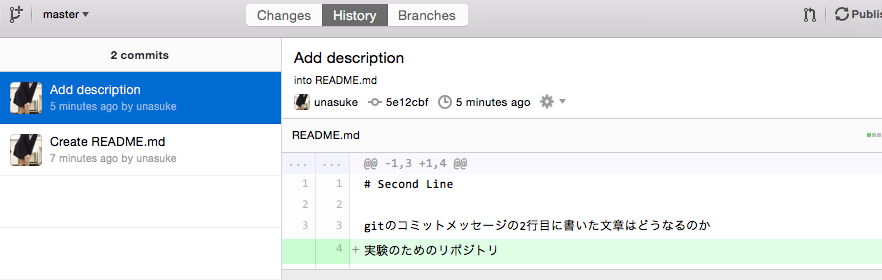 master
Changes
History
Branches
Publis
2 commits
Add description
5 minutes ago by unasuke
Create README.md
7 minutes ago by unasuke
Add description
into README.md
unasuke 5e12cbf 5 minutes ago
README.md
... ... @@ -1,3 +1,4 @@
1 1 # Second Line
2 2
3 3 gitのコミットメッセージの2行目に書いた文章はどうなるのか
4 + 実験のためのリポジトリ